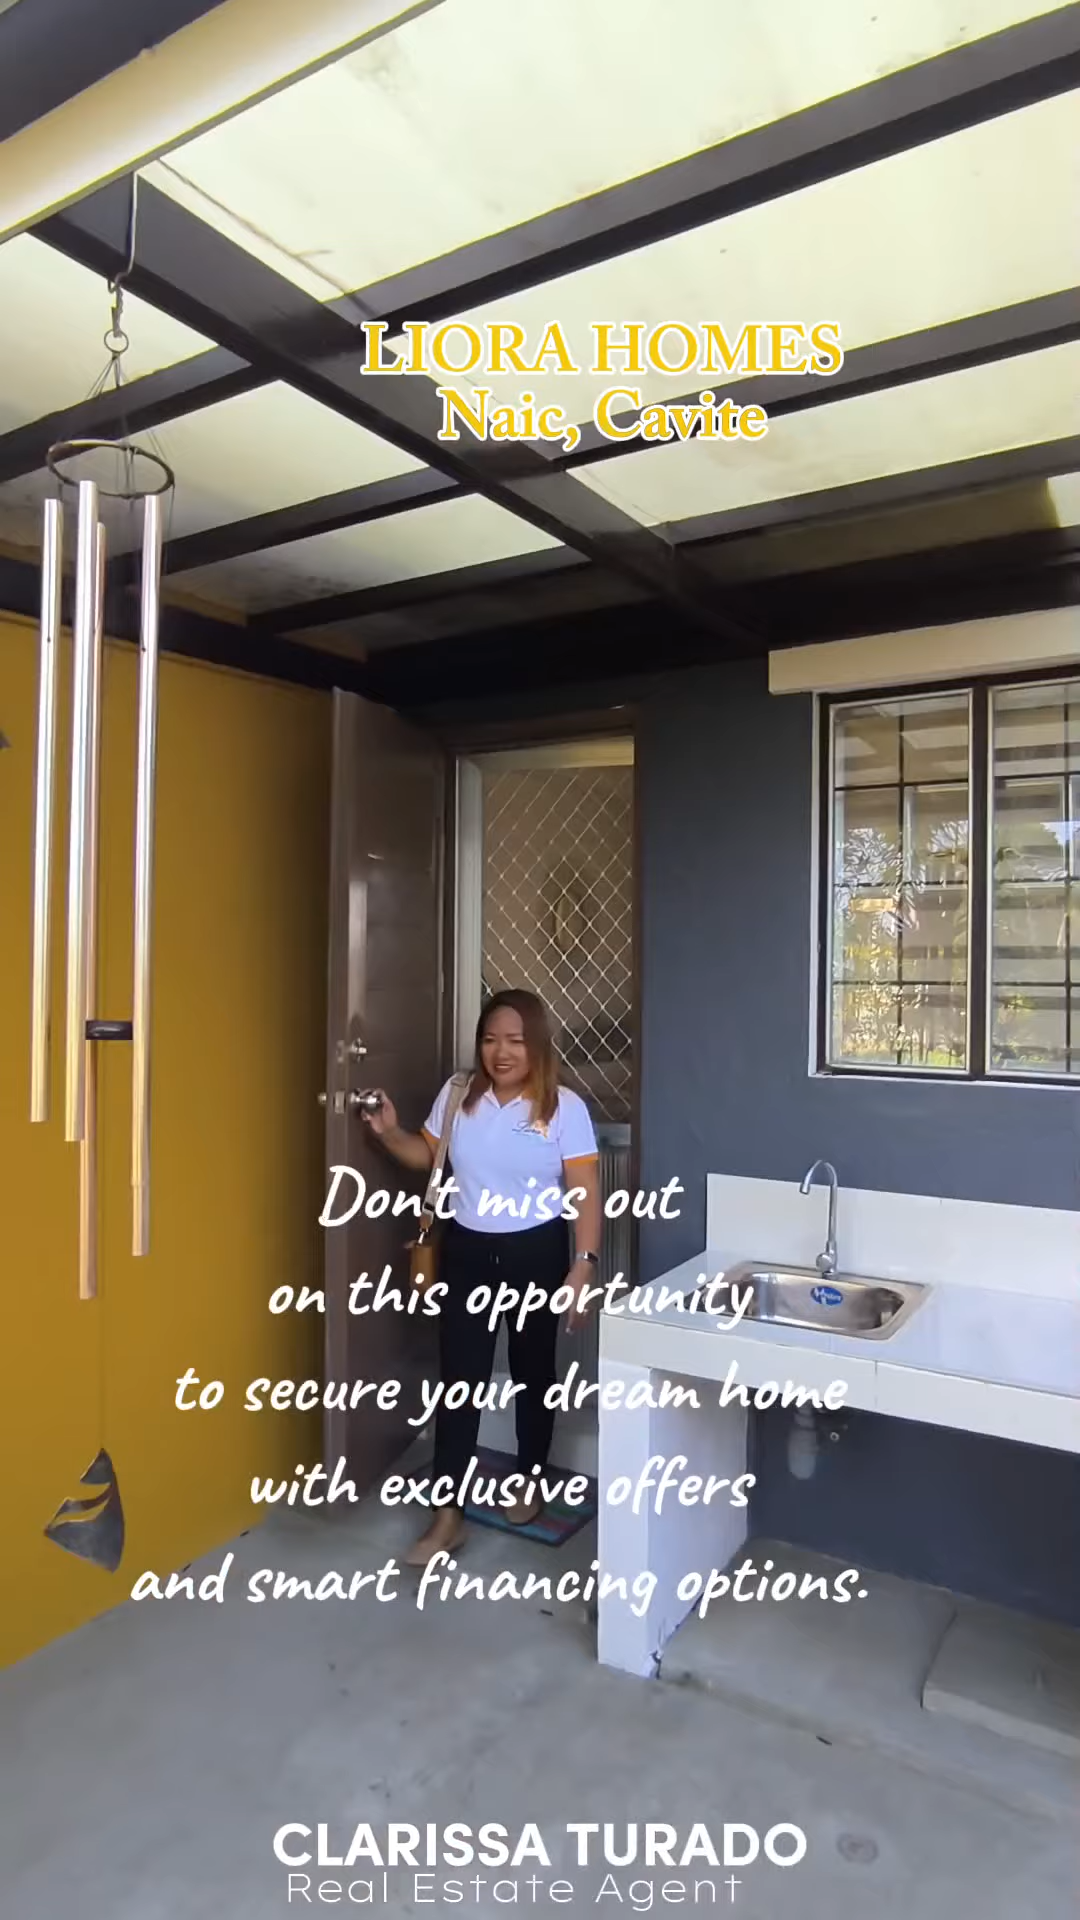 LIORA HOMES
Naic, Cavite
Don't miss out
on this opportunity
to secure your dream home
with exclusive offers
and smart financing options.
CLARISSA TURADO
Real Estate Agent